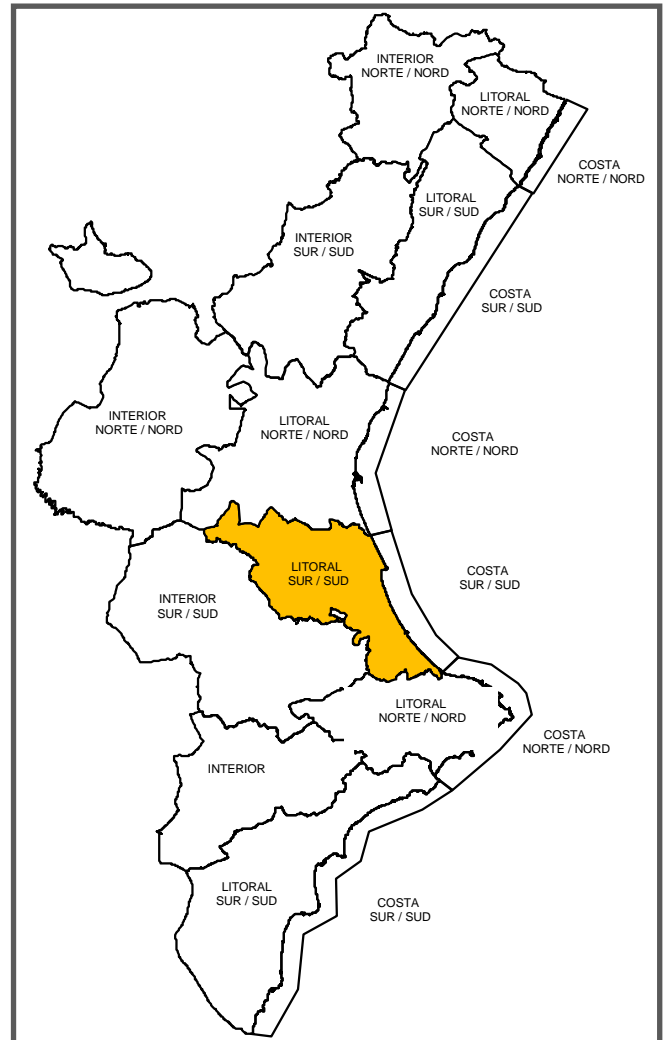 INTERIOR
NORTE / NORD
LITORAL
NORTE / NORD
COSTA
NORTE / NORD
LITORAL
SUR / SUD
INTERIOR
SUR / SUD
COSTA
SUR / SUD
INTERIOR
NORTE / NORD
LITORAL
NORTE / NORD
COSTA
NORTE / NORD
LITORAL
SUR / SUD
COSTA
SUR / SUD
INTERIOR
SUR / SUD
LITORAL
NORTE / NORD
COSTA
NORTE / NORD
INTERIOR
LITORAL
SUR / SUD
COSTA
SUR / SUD